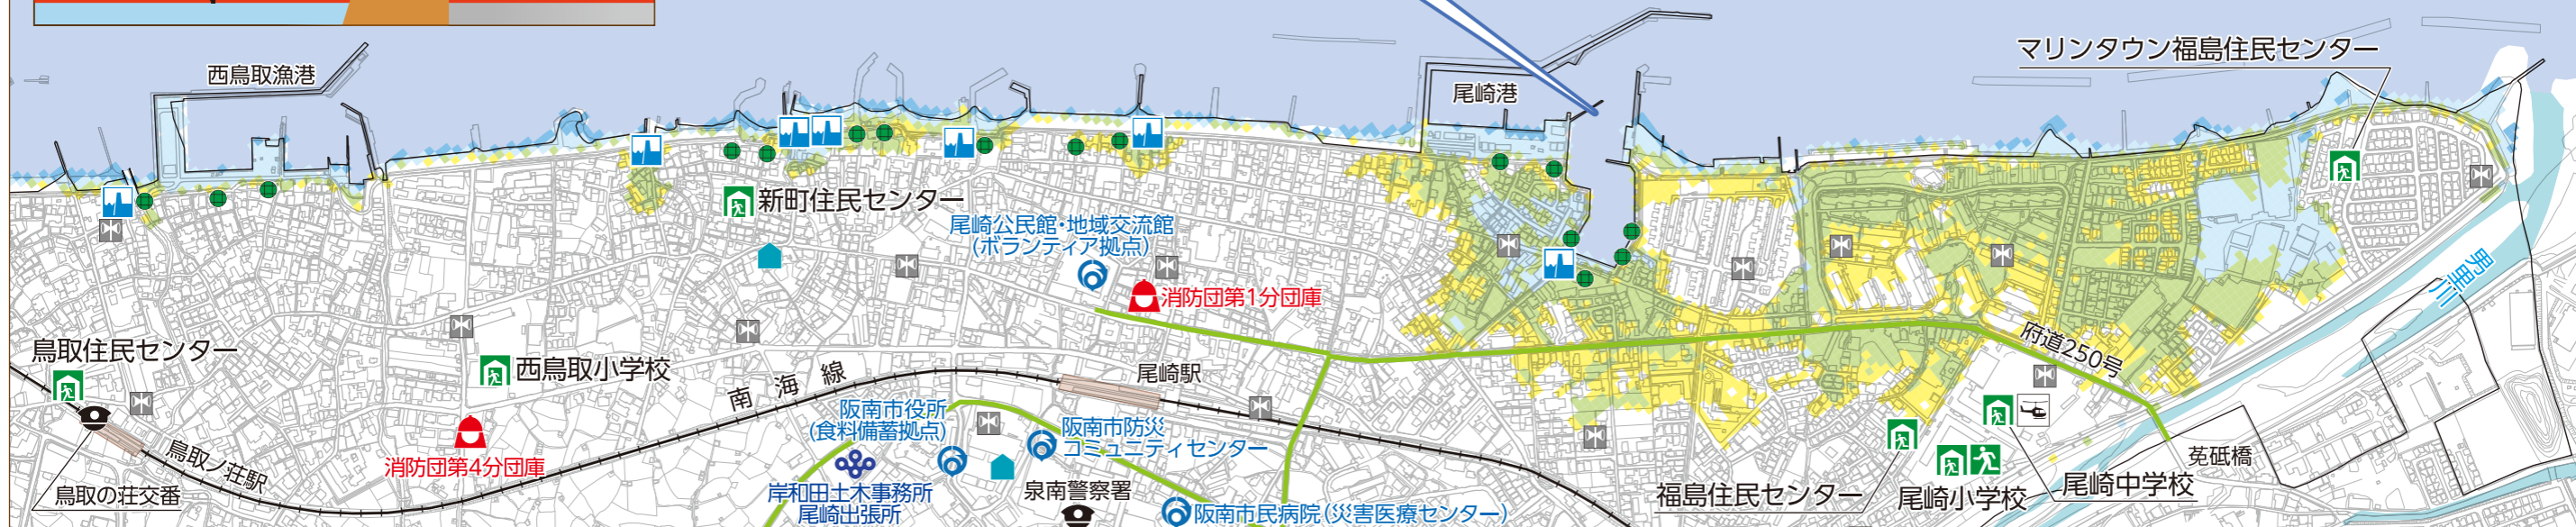 西鳥取漁港
尾崎港
マリンタウン福島住民センター
新町住民センター
尾崎公民館・地域交流館
(ボランティア拠点)
消防団第1分団庫
男里川
鳥取住民センター
西鳥取小学校
南海線
尾崎駅
府道250号
阪南市役所
(食料備蓄拠点)
阪南市防災
コミュニティセンター
消防団第4分団庫
鳥取ノ荘駅
鳥取の荘交番
岸和田土木事務所
尾崎出張所
泉南警察署
阪南市民病院(災害医療センター)
福島住民センター
尾崎小学校
尾崎中学校
莵砥橋